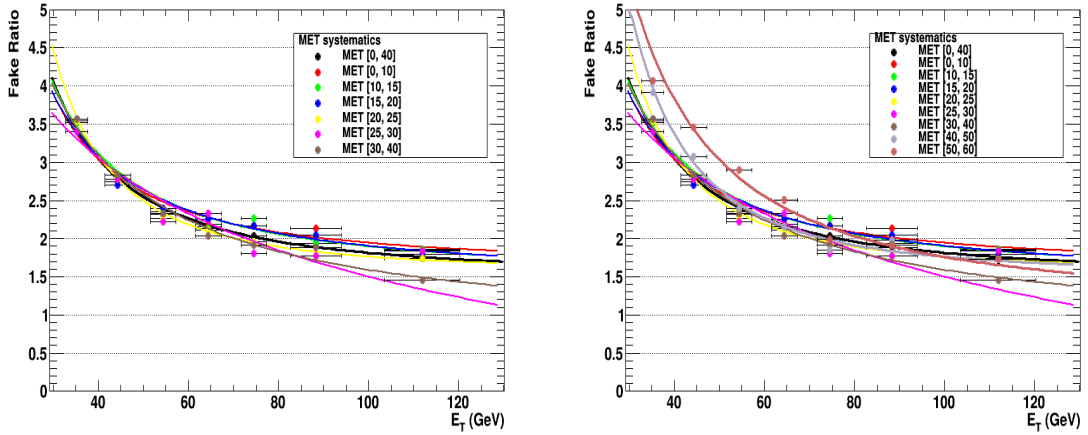 Fake Ratio
5
4.5
4
3.5
3
2.5
2
1.5
1
0.5
0
MET systematics
MET [0, 40]
MET [0, 10]
MET [10, 15]
MET [15, 20]
MET [20, 25]
MET [25, 30]
MET [30, 40]
40 60 80 100 120
E_T (GeV)
Fake Ratio
5
4.5
4
3.5
3
2.5
2
1.5
1
0.5
0
MET systematics
MET [0, 40]
MET [0, 10]
MET [10, 15]
MET [15, 20]
MET [20, 25]
MET [25, 30]
MET [30, 40]
MET [40, 50]
MET [50, 60]
40 60 80 100 120
E_T (GeV)